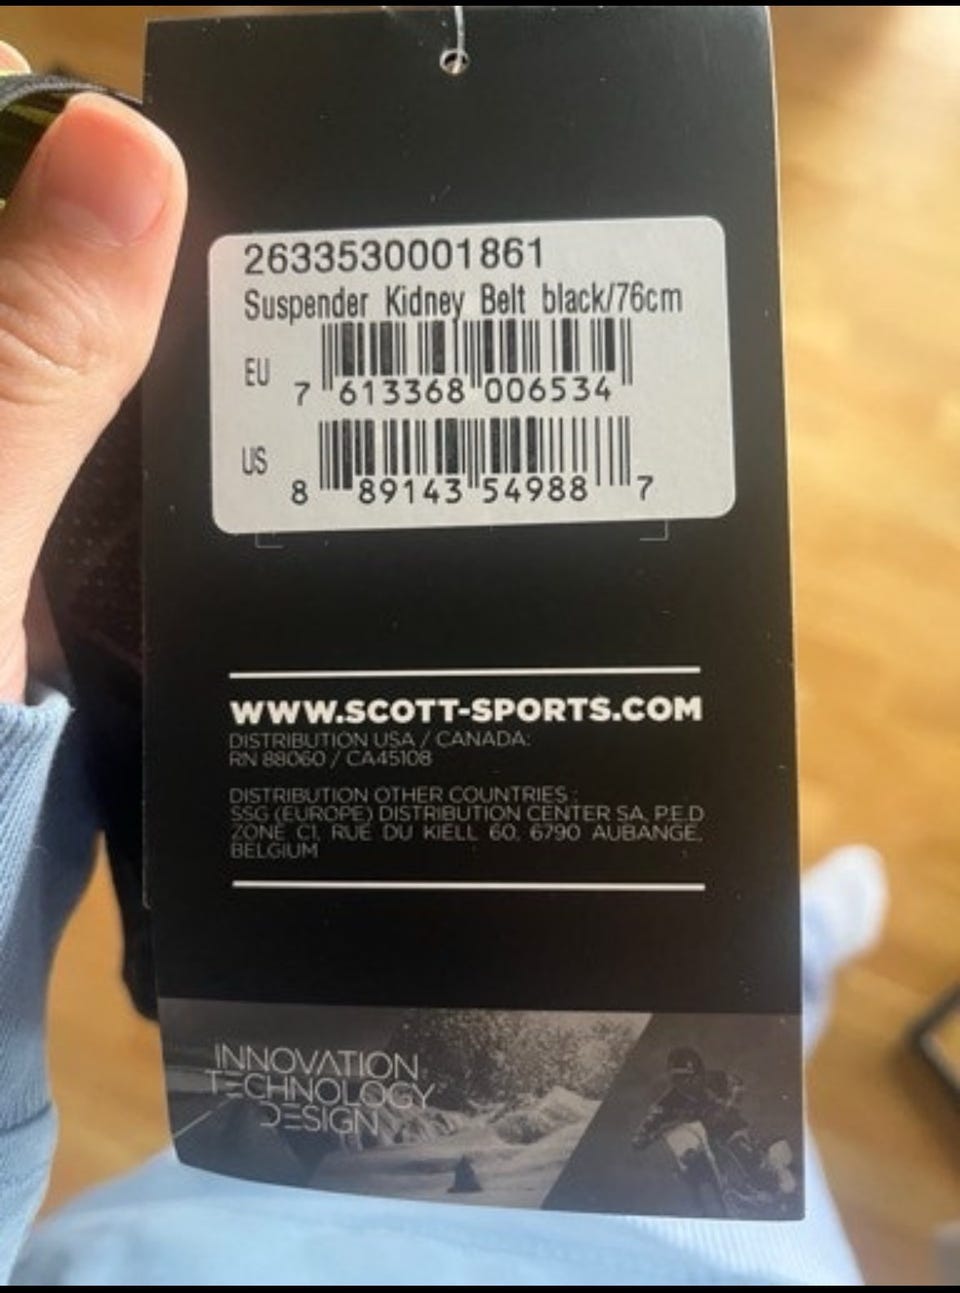 2633530001861
Suspender Kidney Belt black/76cm
EU
7 613368 006534
US
8 89143 54988 7
WWW.SCOTT-SPORTS.COM
DISTRIBUTION USA / CANADA:
RN 88060 / CA45108
DISTRIBUTION OTHER COUNTRIES :
SSG (EUROPE) DISTRIBUTION CENTER SA, P.E.D
ZONE C1, RUE DU KIELL 60, 6790 AUBANGE,
BELGIUM
INNOVATION
TECHNOLOGY
DESIGN